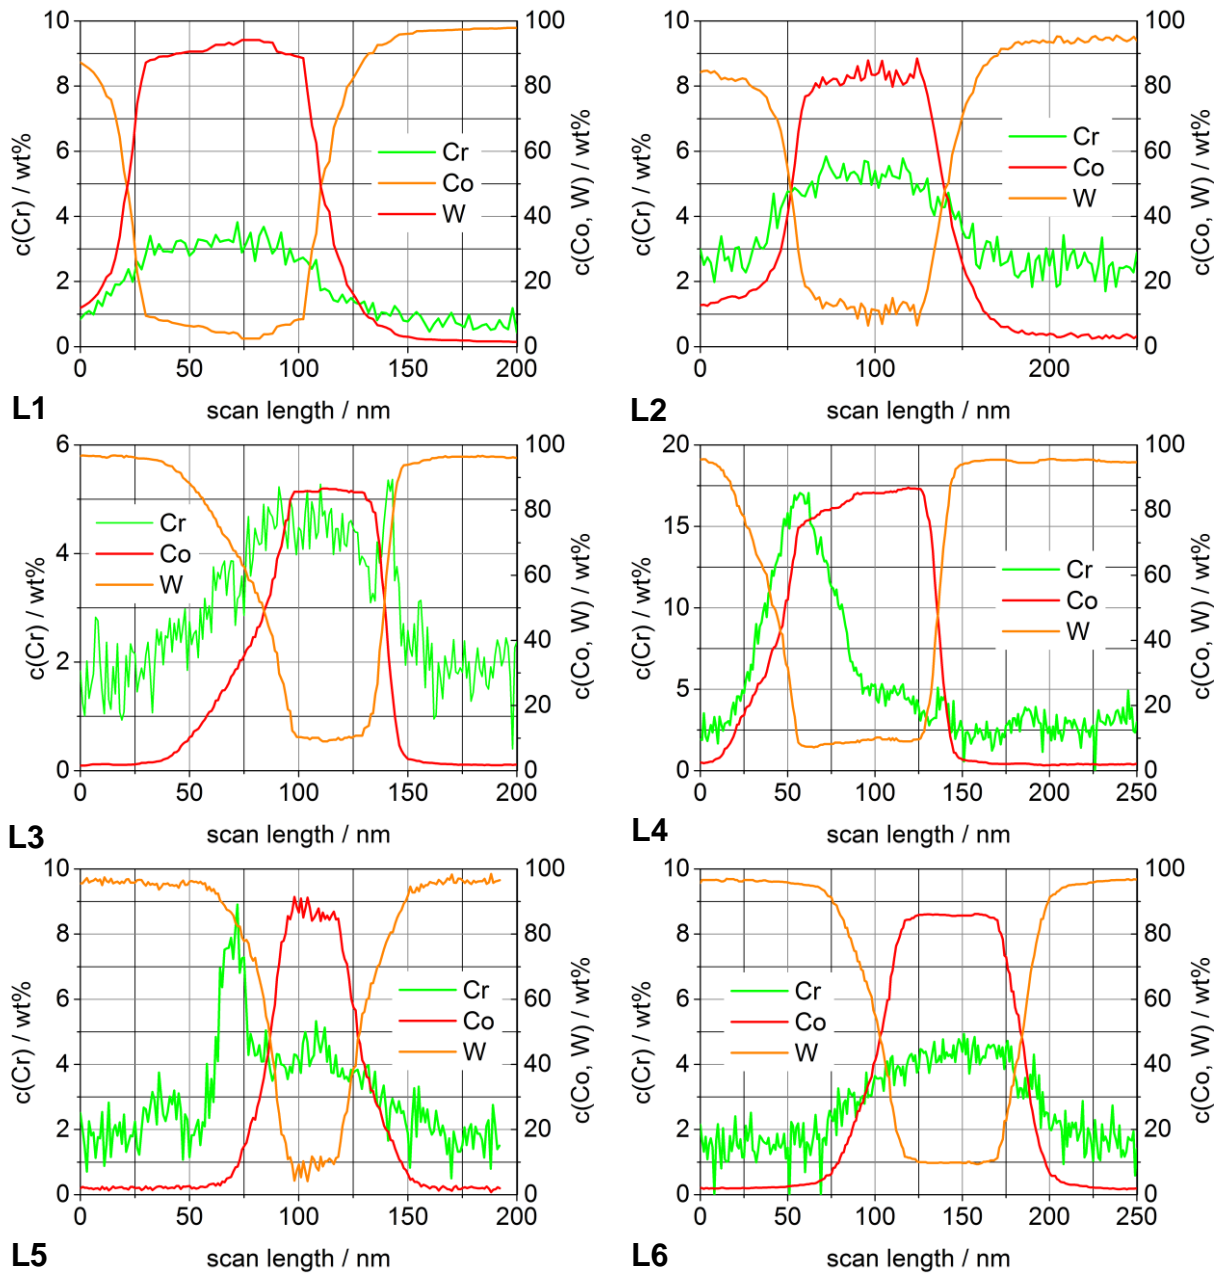 10 8 6 4 2 0
c(Cr) / wt%
100 80 60 40 20 0
c(Co, W) / wt%
Cr
Co
W
0 50 100 150 200
scan length / nm
L1
10 8 6 4 2 0
c(Cr) / wt%
100 80 60 40 20 0
c(Co, W) / wt%
Cr
Co
W
0 50 100 150 200 250
scan length / nm
L2
6 4 2 0
c(Cr) / wt%
100 80 60 40 20 0
c(Co, W) / wt%
Cr
Co
W
0 50 100 150 200
scan length / nm
L3
20 15 10 5 0
c(Cr) / wt%
100 80 60 40 20 0
c(Co, W) / wt%
Cr
Co
W
0 50 100 150 200 250
scan length / nm
L4
10 8 6 4 2 0
c(Cr) / wt%
100 80 60 40 20 0
c(Co, W) / wt%
Cr
Co
W
0 50 100 150 200
scan length / nm
L5
10 8 6 4 2 0
c(Cr) / wt%
100 80 60 40 20 0
c(Co, W) / wt%
Cr
Co
W
0 50 100 150 200 250
scan length / nm
L6